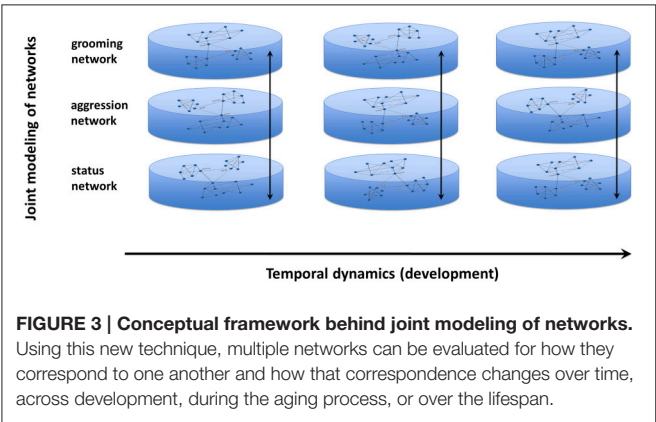 Joint modeling of networks
grooming
network
aggression
network
status
network
Temporal dynamics (development)
FIGURE 3 | Conceptual framework behind joint modeling of networks.
Using this new technique, multiple networks can be evaluated for how they
correspond to one another and how that correspondence changes over time,
across development, during the aging process, or over the lifespan.